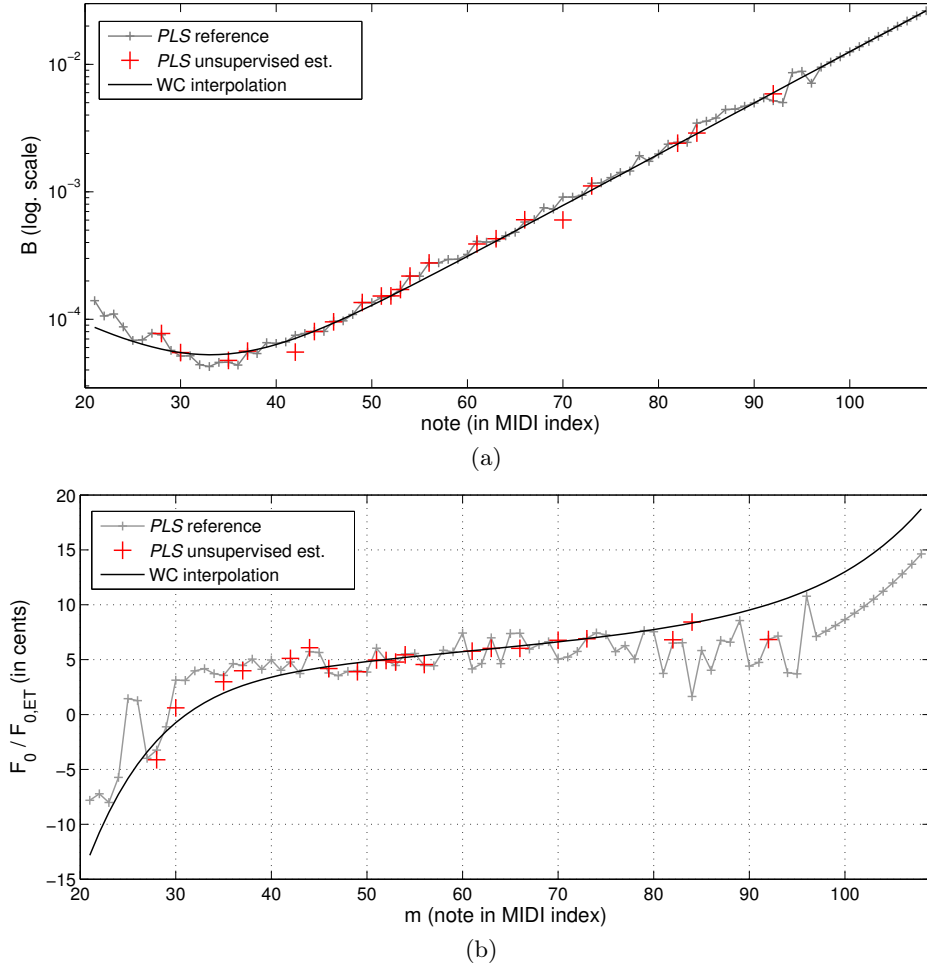 PLS reference
PLS unsupervised est.
WC interpolation
10⁻²
10⁻³
10⁻⁴
B (log. scale)
20 30 40 50 60 70 80 90 100
note (in MIDI index)
(a)
PLS reference
PLS unsupervised est.
WC interpolation
20
15
10
5
0
−5
−10
−15
F₀ / F₀,ET (in cents)
20 30 40 50 60 70 80 90 100
m (note in MIDI index)
(b)